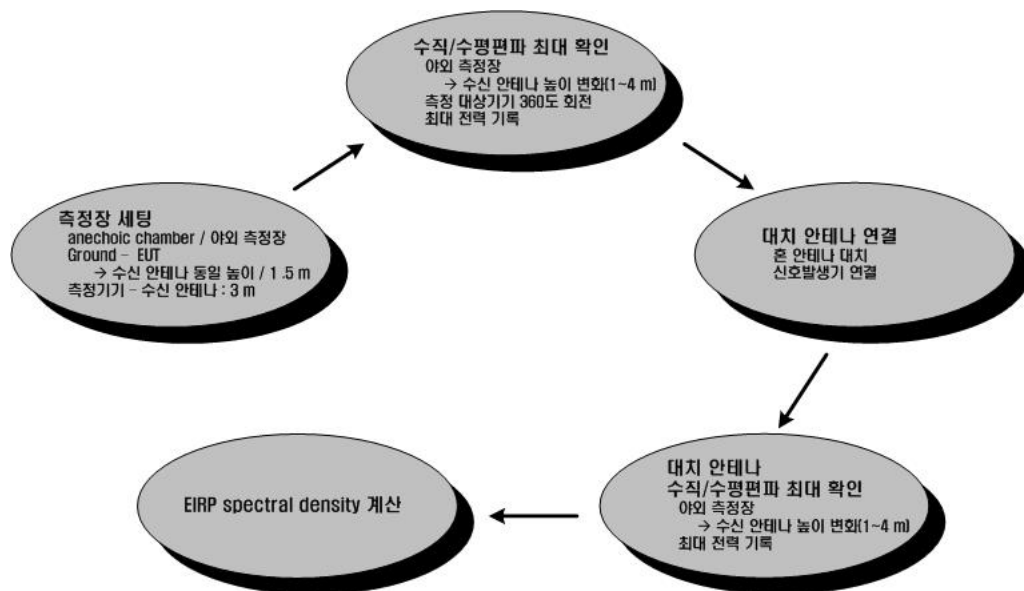 측정장 세팅
anechoic chamber / 야외 측정장
Ground - EUT
→ 수신 안테나 동일 높이 / 1 .5 m
측정기기 - 수신 안테나 : 3 m
수직/수평편파 최대 확인
야외 측정장
→ 수신 안테나 높이 변화(1~4 m)
측정 대상기기 360도 회전
최대 전력 기록
대치 안테나 연결
혼 안테나 대치
신호발생기 연결
대치 안테나
수직/수평편파 최대 확인
야외 측정장
→ 수신 안테나 높이 변화(1~4 m)
최대 전력 기록
EIRP spectral density 계산